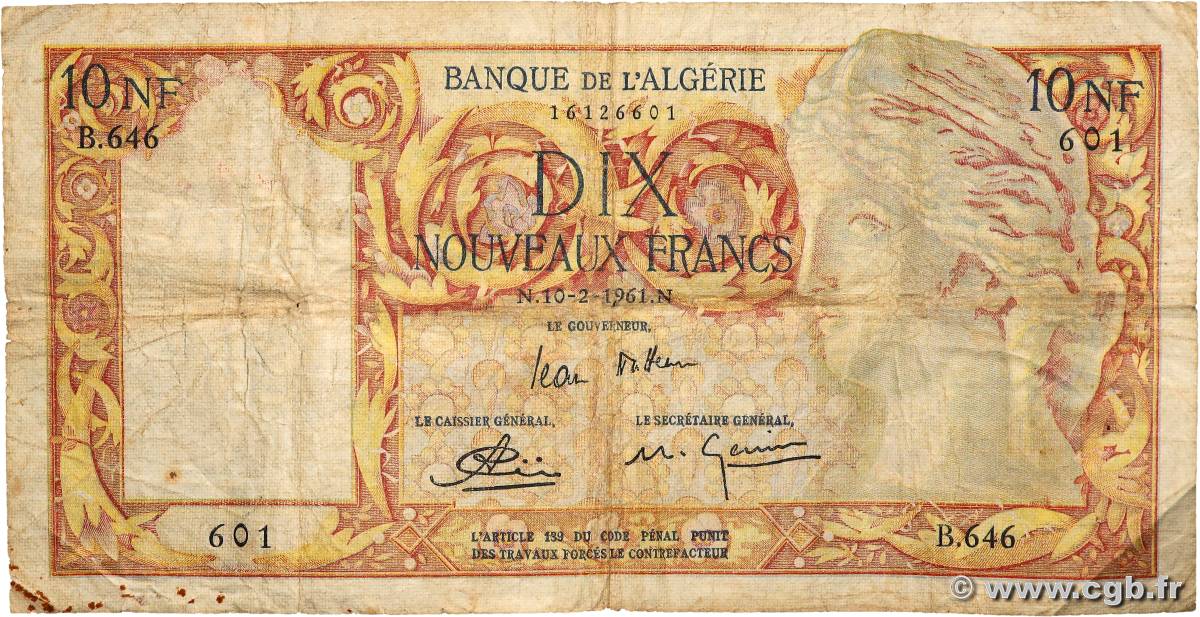 10 NF BANQUE DE L'ALGÉRIE 10 NF
B.646 16126601 601
DIX
NOUVEAUX FRANCS
N.10-2-1961.N
LE GOUVERNEUR,
LE CAISSIER GÉNÉRAL, LE SECRÉTAIRE GÉNÉRAL,
601 B.646
L'ARTICLE 139 DU CODE PÉNAL PUNIT
DES TRAVAUX FORCÉS LE CONTREFACTEUR
© www.cgb.fr